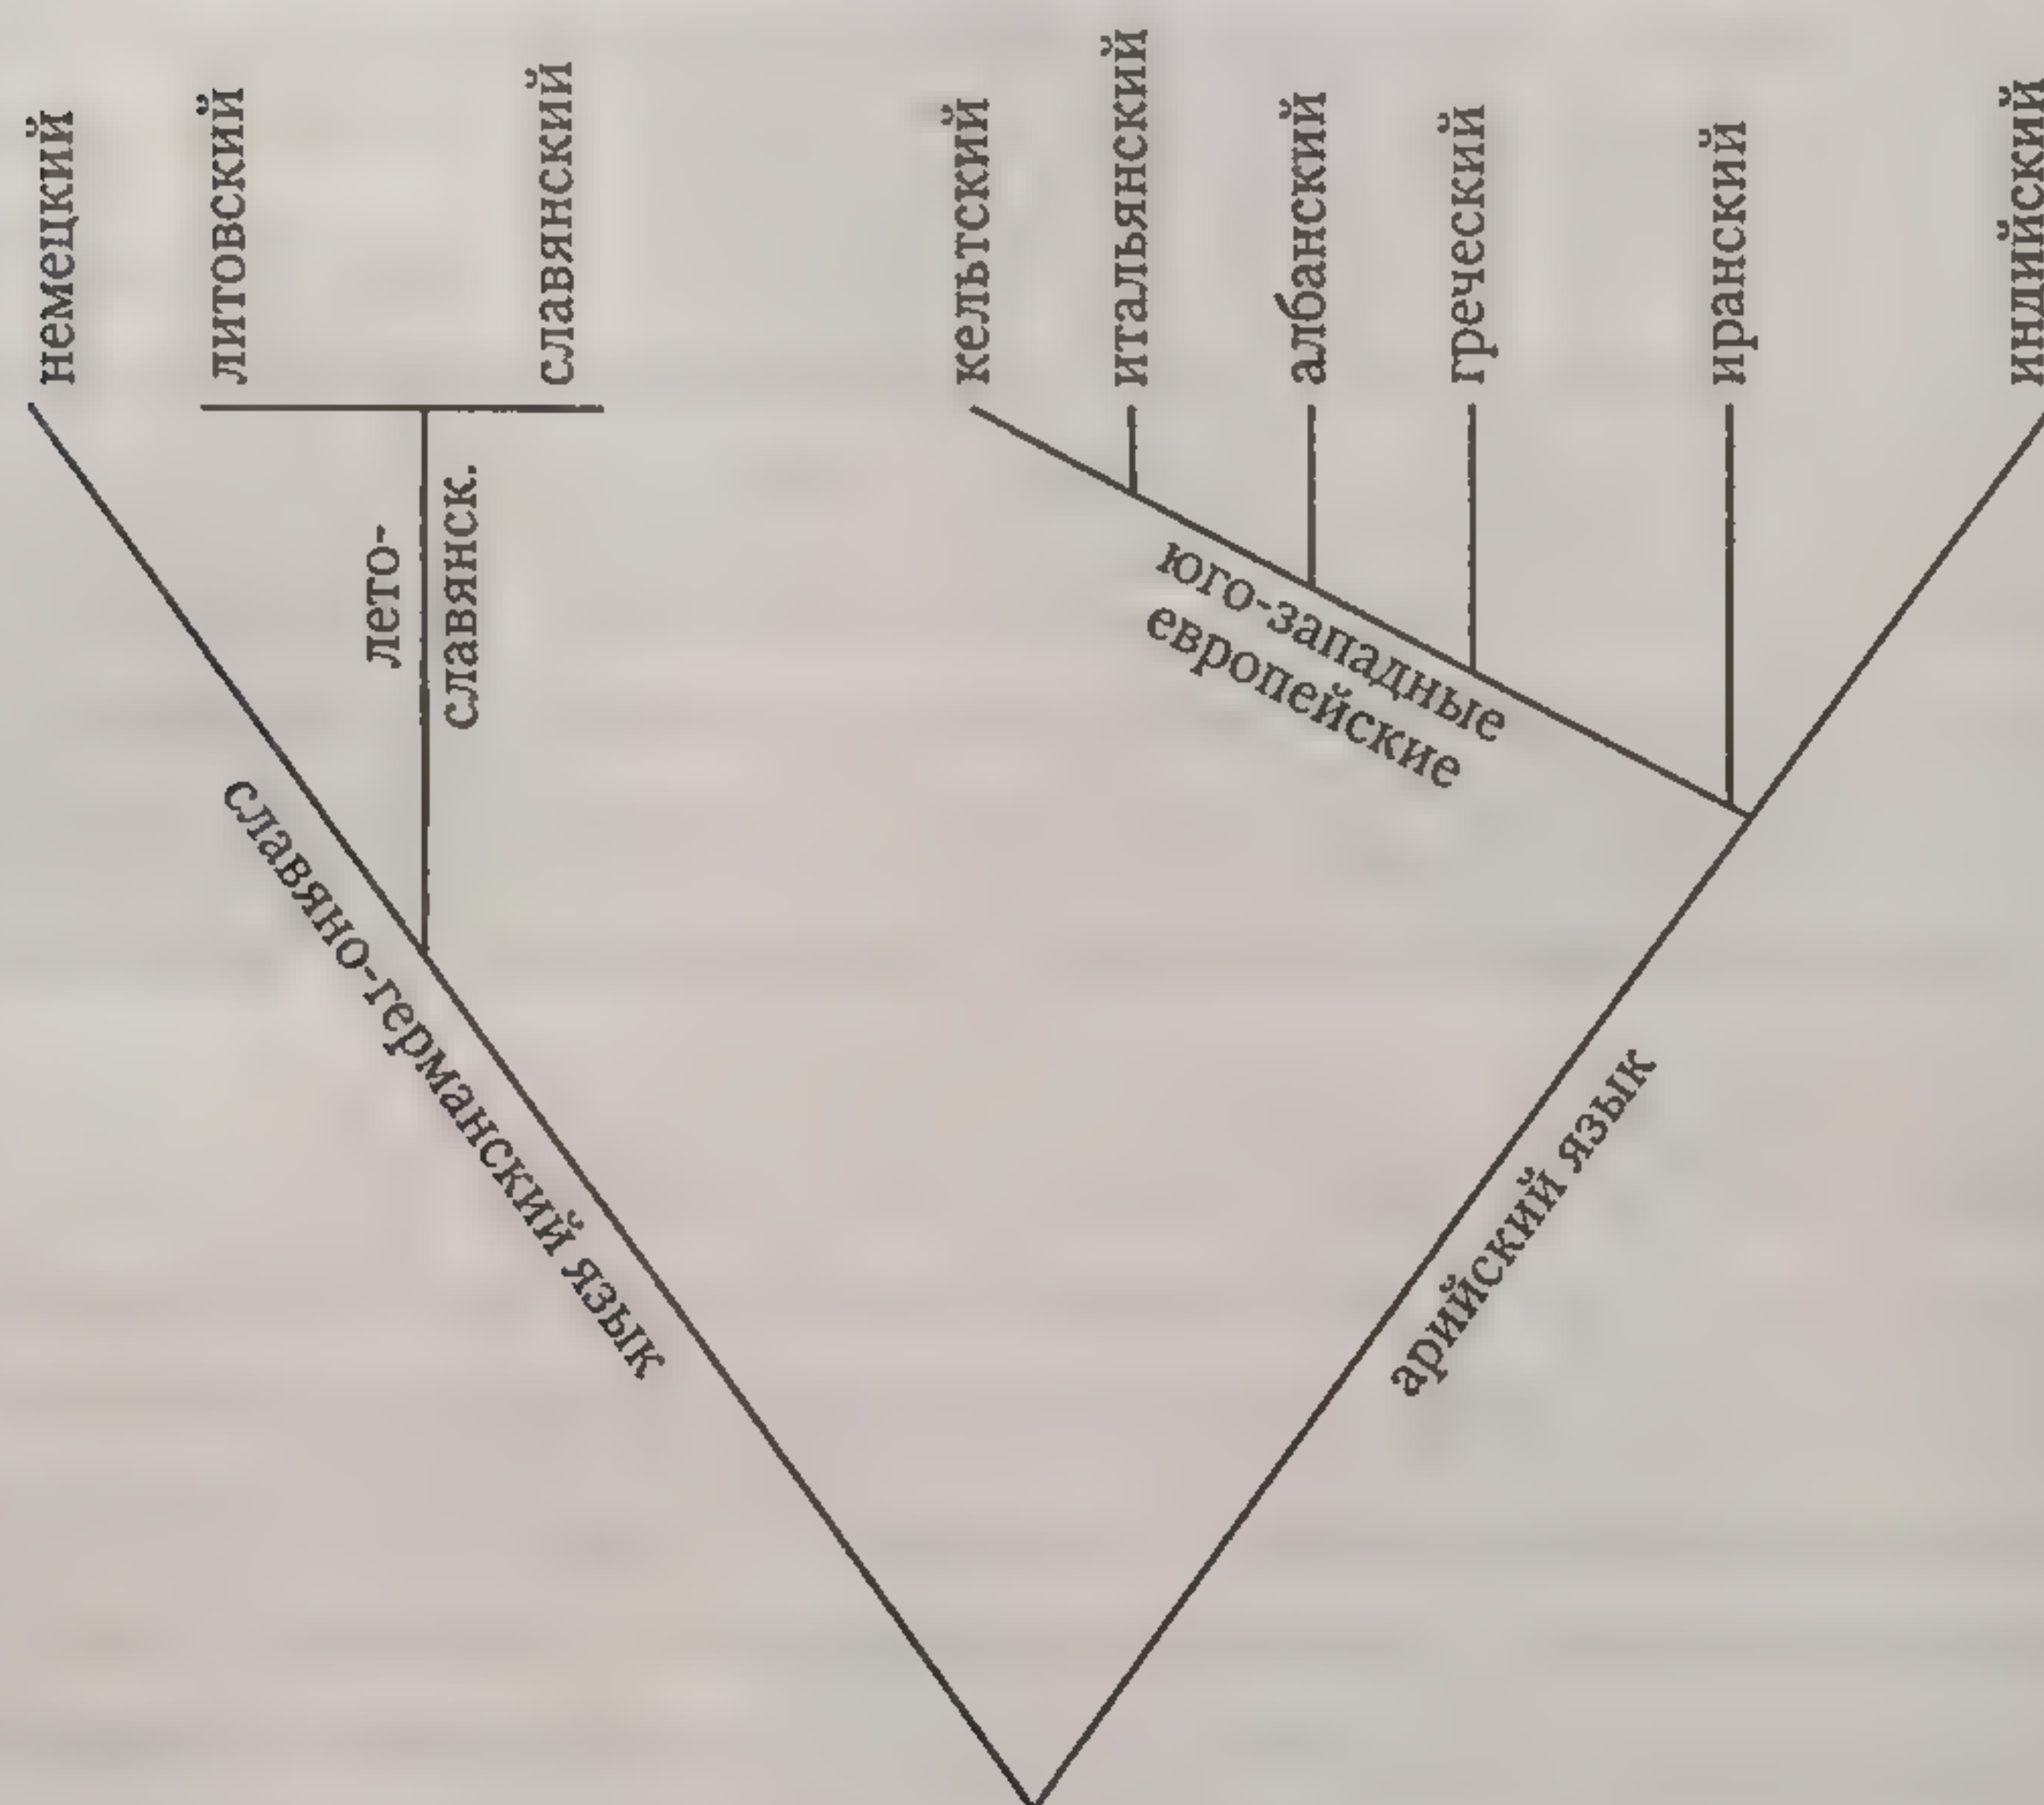 немецкий
литовский
славянский
кельтский
итальянский
албанский
греческий
иранский
индийский
лето-
славянск.
юго-западные
европейские
славяно-германский язык
арийский язык